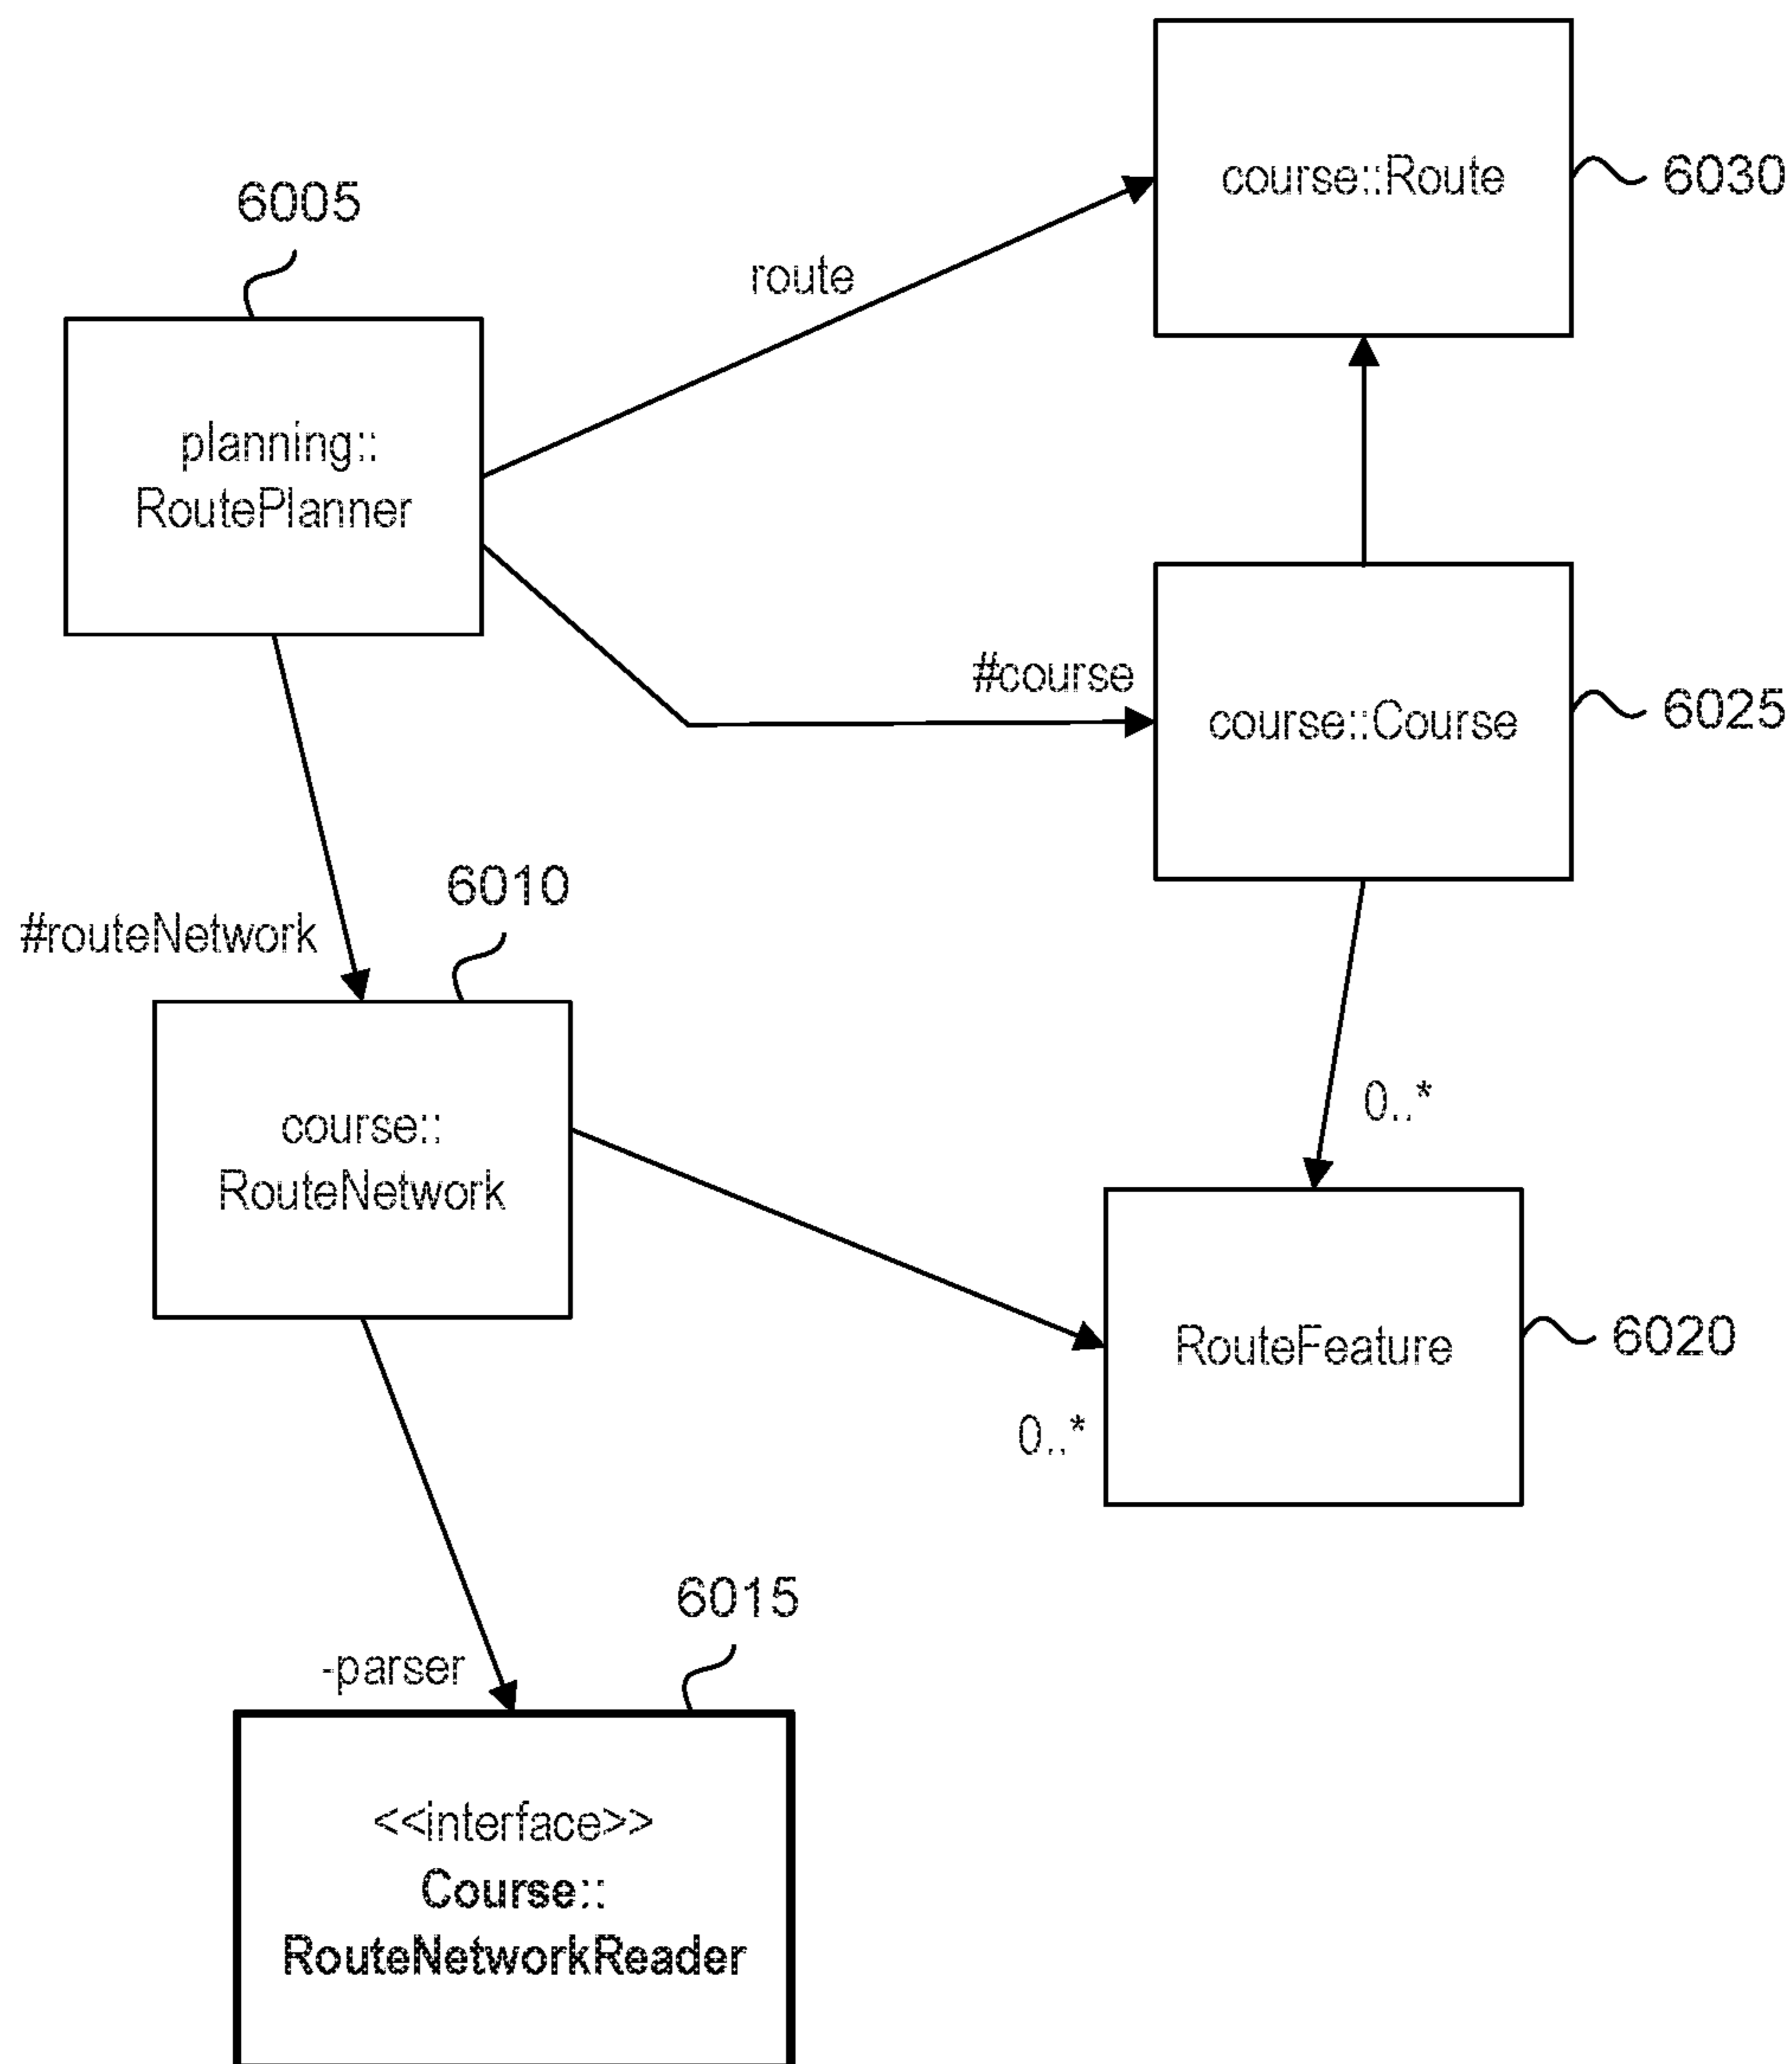 course::Route
6030
6005
route
planning::
RoutePlanner
#course
course::Course
6025
6010
#routeNetwork
0..*
course::
RouteNetwork
RouteFeature
6020
0..*
6015
-parser
<<interface>>
Course::
RouteNetworkReader